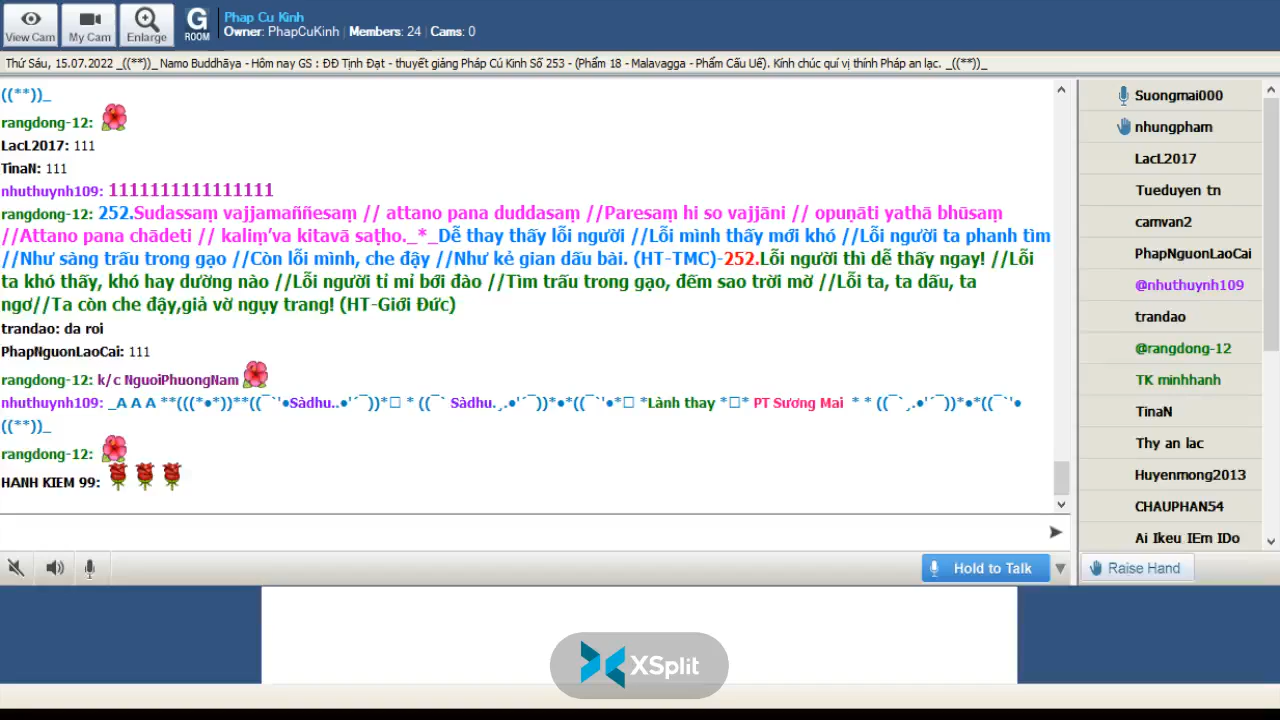 View Cam
My Cam
Enlarge
G
ROOM
Phap Cu Kinh
Owner: PhapCuKinh | Members: 24 | Cams: 0
Thứ Sáu, 15.07.2022 _((**))_ Namo Buddhāya - Hôm nay GS : ĐĐ Tịnh Đạt - thuyết giảng Pháp Cú Kinh Số 253 - (Phẩm 18 - Malavagga - Phẩm Cấu Uế). Kính chúc quí vị thính Pháp an lạc. _((**))_
((**))_
rangdong-12:
LacL2017: 111
TinaN: 111
nhuthuynh109: 1111111111111111
rangdong-12: 252.Sudassaṃ vajjamaññesaṃ // attano pana duddasaṃ //Paresaṃ hi so vajjāni // opuṇāti yathā bhūsaṃ
//Attano pana chādeti // kaliṃ’va kitavā saṭho._*_Dễ thay thấy lỗi người //Lỗi mình thấy mới khó //Lỗi người ta phanh tìm
//Như sàng trấu trong gạo //Còn lỗi mình, che đậy //Như kẻ gian dấu bài. (HT-TMC)-252.Lỗi người thì dễ thấy ngay! //Lỗi
ta khó thấy, khó hay dường nào //Lỗi người tỉ mỉ bới đào //Tìm trấu trong gạo, đếm sao trời mờ //Lỗi ta, ta dấu, ta
ngơ//Ta còn che đậy,giả vờ ngụy trang! (HT-Giới Đức)
trandao: da roi
PhapNguonLaoCai: 111
rangdong-12: k/c NguoiPhuongNam
nhuthuynh109: _A A A **(((*•*))**((¯`'•Sàdhu..•'´¯))*□ * ((¯` Sàdhu.¸.•'´¯))*•*((¯`'•*□ *Lành thay *□* PT Sương Mai * * ((¯`¸.•'´¯))*•*((¯`'•
((**))_
rangdong-12:
HANH KIEM 99:
Suongmai000
nhungpham
LacL2017
Tueduyen tn
camvan2
PhapNguonLaoCai
@nhuthuynh109
trandao
@rangdong-12
TK minhhanh
TinaN
Thy an lac
Huyenmong2013
CHAUPHAN54
Ai Ikeu IEm IDo
Hold to Talk
Raise Hand
XSplit